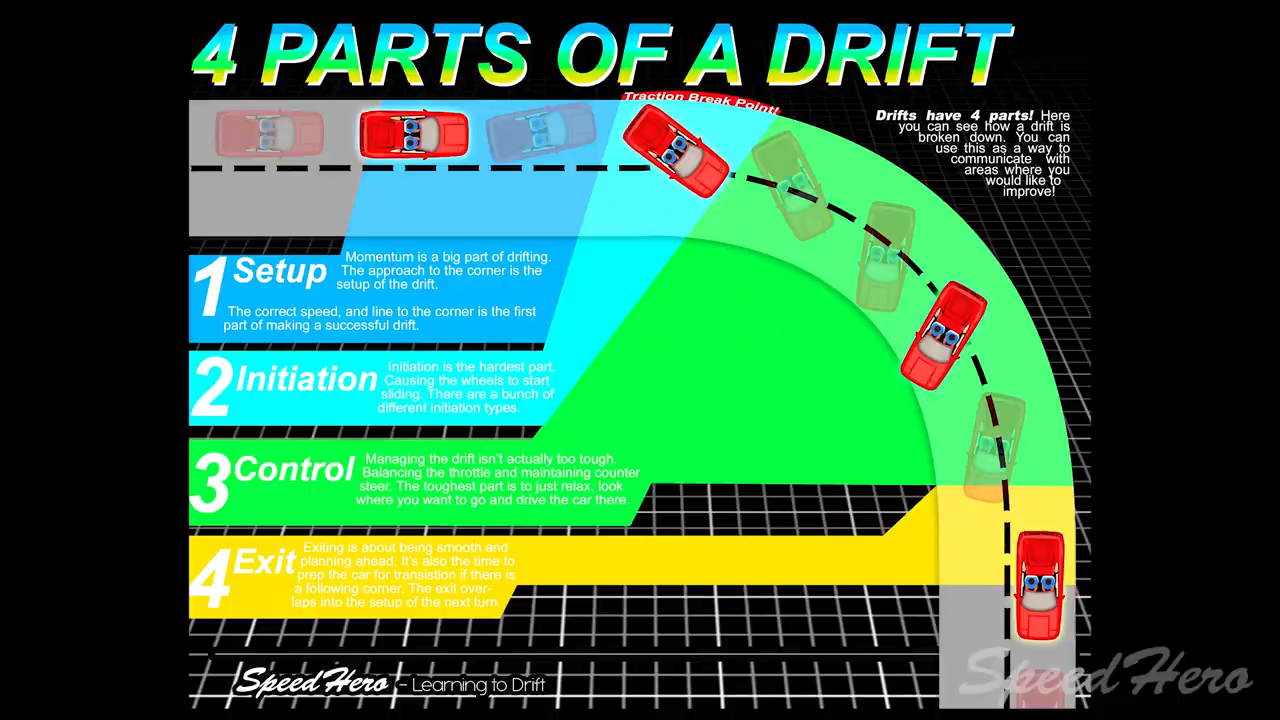 4 PARTS OF A DRIFT
Traction Break Point!
Drifts have 4 parts! Here
you can see how a drift is
broken down. You can
use this as a way to
communicate with
areas where you
would like to
improve!
1 Setup
Momentum is a big part of drifting.
The approach to the corner is the
setup of the drift.
The correct speed, and line to the corner is the first
part of making a successful drift.
2 Initiation
Initiation is the hardest part.
Causing the wheels to start
sliding. There are a bunch of
different initiation types.
3 Control
Managing the drift isn't actually too tough.
Balancing the throttle and maintaining counter
steer. The toughest part is to just relax, look
where you want to go and drive the car there.
4 Exit
Exiting is about being smooth and
planning ahead. It's also the time to
prep the car for transistion if there is
a following corner. The exit over-
laps into the setup of the next turn
SpeedHero - Learning to Drift
SpeedHero